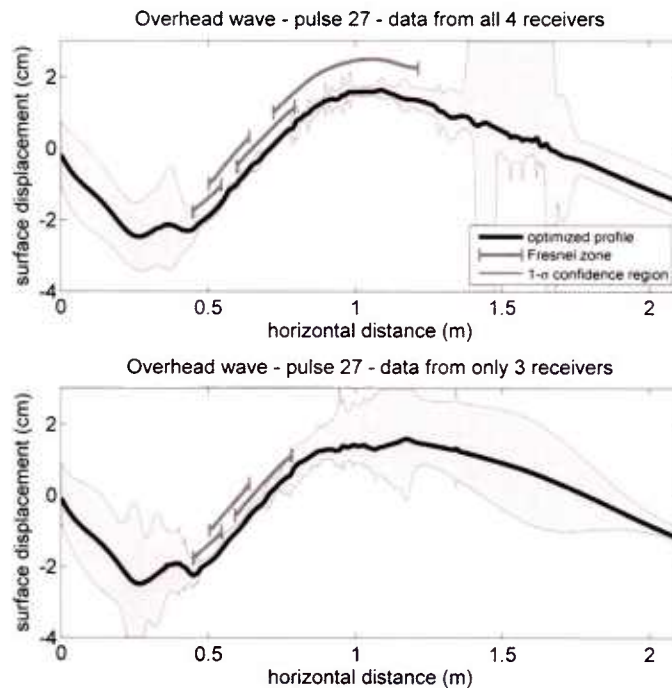 Overhead wave - pulse 27 - data from all 4 receivers
surface displacement (cm)
2
0
-2
-4
0
0.5
1
1.5
2
horizontal distance (m)
optimized profile
Fresnel zone
1-σ confidence region
Overhead wave - pulse 27 - data from only 3 receivers
surface displacement (cm)
2
0
-2
-4
0
0.5
1
1.5
2
horizontal distance (m)